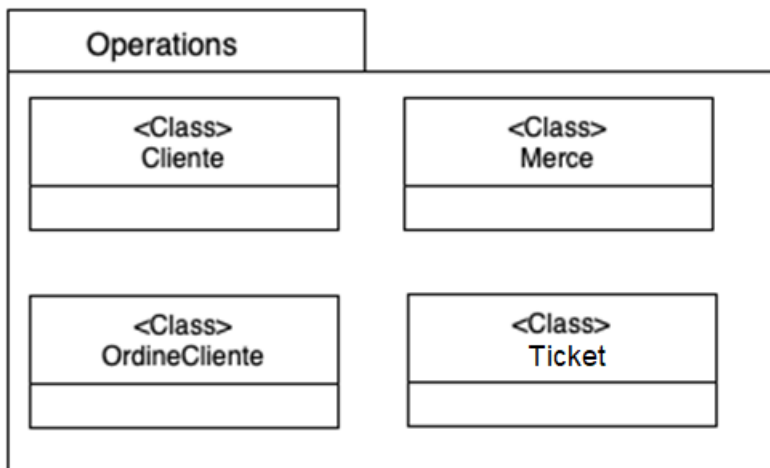 Operations
<Class>
Cliente
<Class>
Merce
<Class>
OrdineCliente
<Class>
Ticket